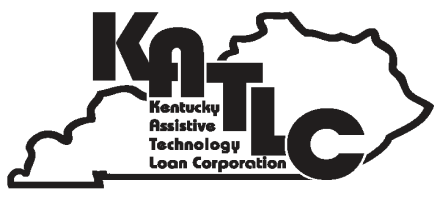 KATLC
Kentucky
Assistive
Technology
Loan Corporation